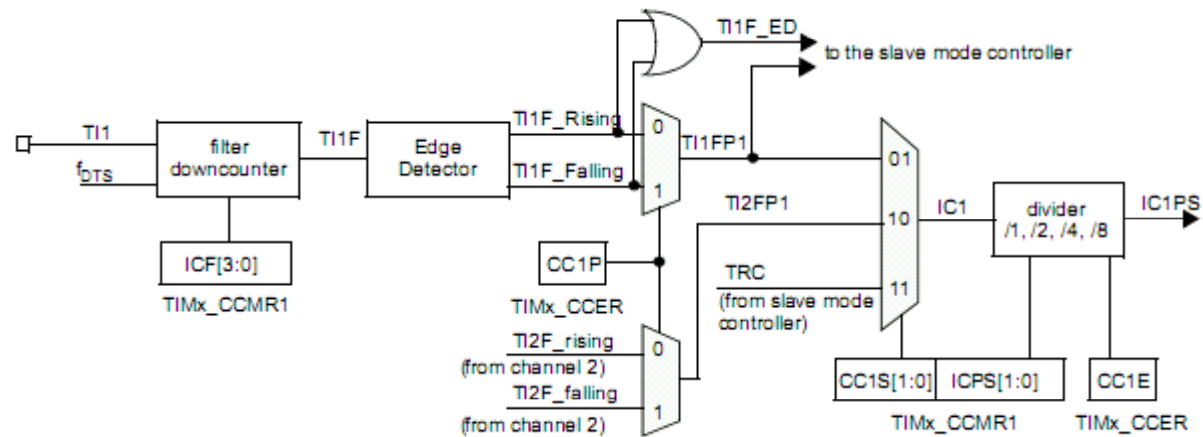 TI1F_ED
to the slave mode controller
TI1
fDTS
filter
downcounter
TI1F
Edge
Detector
TI1F_Rising
TI1F_Falling
0
1
TI1FP1
TI2FP1
01
10
11
IC1
divider
/1, /2, /4, /8
IC1PS
TRC
(from slave mode
controller)
ICF[3:0]
TIMx_CCMR1
CC1P
TIMx_CCER
TI2F_rising
(from channel 2)
TI2F_falling
(from channel 2)
0
1
CC1S[1:0]
ICPS[1:0]
CC1E
TIMx_CCMR1
TIMx_CCER